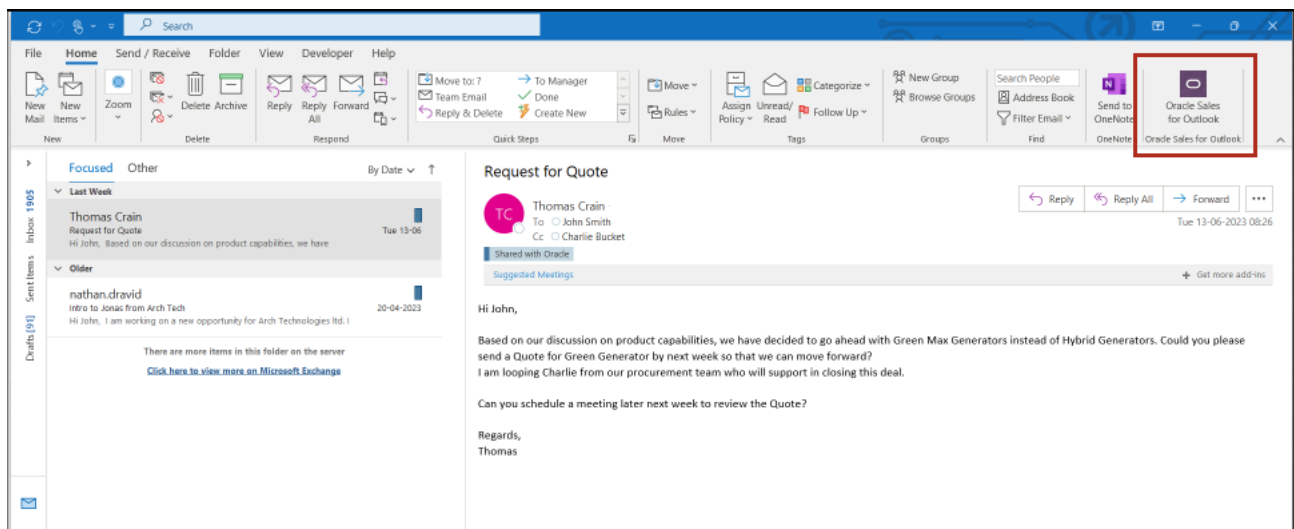 Search
File Home Send / Receive Folder View Developer Help
New Mail
New Items
Zoom
Delete Archive
Reply Reply All Forward
Move to: ? To Manager
Team Email Done
Reply & Delete Create New
Move
Rules
Assign Policy
Unread/ Read
Categorize
Follow Up
New Group
Browse Groups
Search People
Address Book
Filter Email
Send to OneNote
Oracle Sales for Outlook
New Delete Respond Quick Steps Move Tags Groups Find OneNote Oracle Sales for Outlook
Inbox 1905
Sent Items
Drafts [91]
Focused Other By Date
Last Week
Thomas Crain
Request for Quote Tue 13-06
Hi John, Based on our discussion on product capabilities, we have
Older
nathan.dravid
Intro to Jonas from Arch Tech 20-04-2023
Hi John, I am working on a new opportunity for Arch Technologies ltd. I
There are more items in this folder on the server
Click here to view more on Microsoft Exchange
Request for Quote
TC
Thomas Crain
To John Smith
Cc Charlie Bucket
Reply Reply All Forward
Tue 13-06-2023 08:26
Shared with Oracle
Suggested Meetings + Get more add-ins
Hi John,
Based on our discussion on product capabilities, we have decided to go ahead with Green Max Generators instead of Hybrid Generators. Could you please
send a Quote for Green Generator by next week so that we can move forward?
I am looping Charlie from our procurement team who will support in closing this deal.
Can you schedule a meeting later next week to review the Quote?
Regards,
Thomas